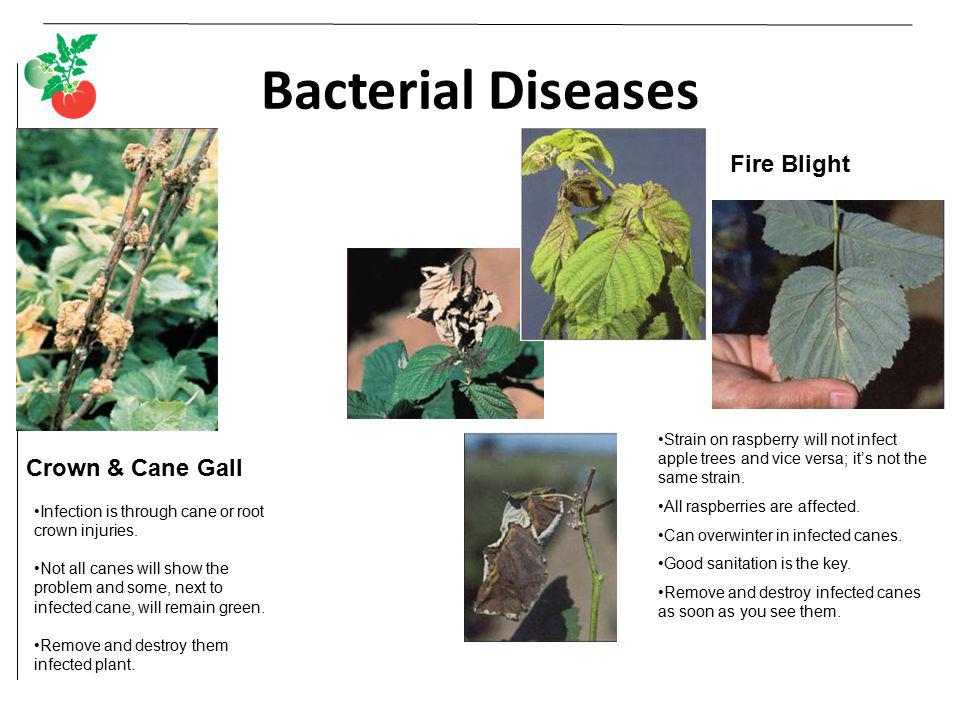 Bacterial Diseases
Fire Blight
Crown & Cane Gall
•Infection is through cane or root
crown injuries.
•Not all canes will show the
problem and some, next to
infected cane, will remain green.
•Remove and destroy them
infected plant.
•Strain on raspberry will not infect
apple trees and vice versa; it’s not the
same strain.
•All raspberries are affected.
•Can overwinter in infected canes.
•Good sanitation is the key.
•Remove and destroy infected canes
as soon as you see them.